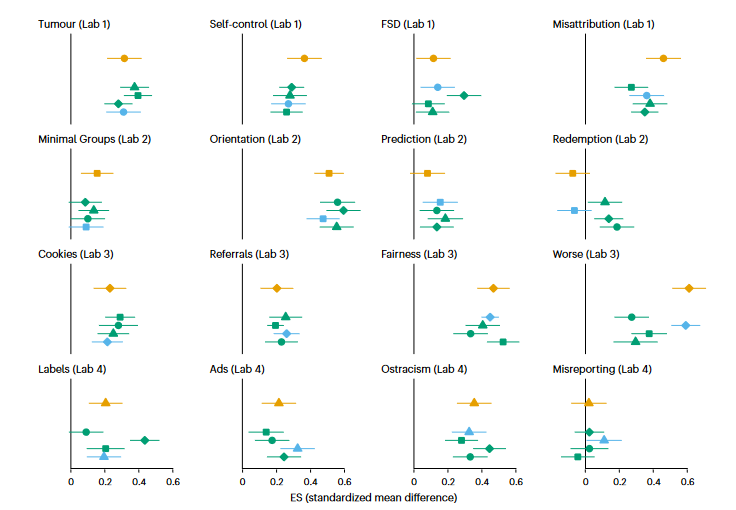 Tumour (Lab 1) Self-control (Lab 1) FSD (Lab 1) Misattribution (Lab 1)
Minimal Groups (Lab 2) Orientation (Lab 2) Prediction (Lab 2) Redemption (Lab 2)
Cookies (Lab 3) Referrals (Lab 3) Fairness (Lab 3) Worse (Lab 3)
Labels (Lab 4) Ads (Lab 4) Ostracism (Lab 4) Misreporting (Lab 4)
0 0.2 0.4 0.6 0 0.2 0.4 0.6 0 0.2 0.4 0.6 0 0.2 0.4 0.6
ES (standardized mean difference)